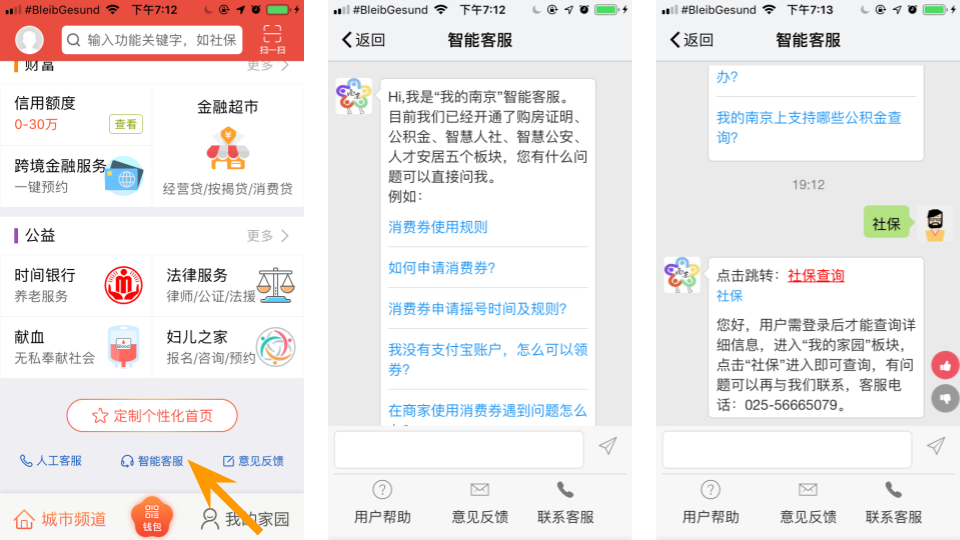 #BleibGesund 下午7:12
输入功能关键字，如社保
扫一扫
财富 更多
信用额度
0-30万 查看
跨境金融服务
一键预约
金融超市
经营贷/按揭贷/消费贷
公益 更多
时间银行
养老服务
法律服务
律师/公证/法援
献血
无私奉献社会
Blood
妇儿之家
报名/咨询/预约
定制个性化首页
人工客服 智能客服 意见反馈
城市频道 钱包 我的家园
#BleibGesund 下午7:12
返回 智能客服
Hi,我是“我的南京”智能客服。
目前我们已经开通了购房证明、
公积金、智慧人社、智慧公安、
人才安居五个板块，您有什么问
题可以直接问我。
例如：
消费券使用规则
如何申请消费券?
消费券申请摇号时间及规则?
我没有支付宝账户，怎么可以领
券?
在商家使用消费券遇到问题怎么
用户帮助 意见反馈 联系客服
#BleibGesund 下午7:13
返回 智能客服
办?
我的南京上支持哪些公积金查
询?
19:12
社保
点击跳转：社保查询
社保
您好，用户需登录后才能查询详
细信息，进入“我的家园”板块，
点击“社保”进入即可查询，有问
题可以再与我们联系，客服电
话：025-56665079。
用户帮助 意见反馈 联系客服